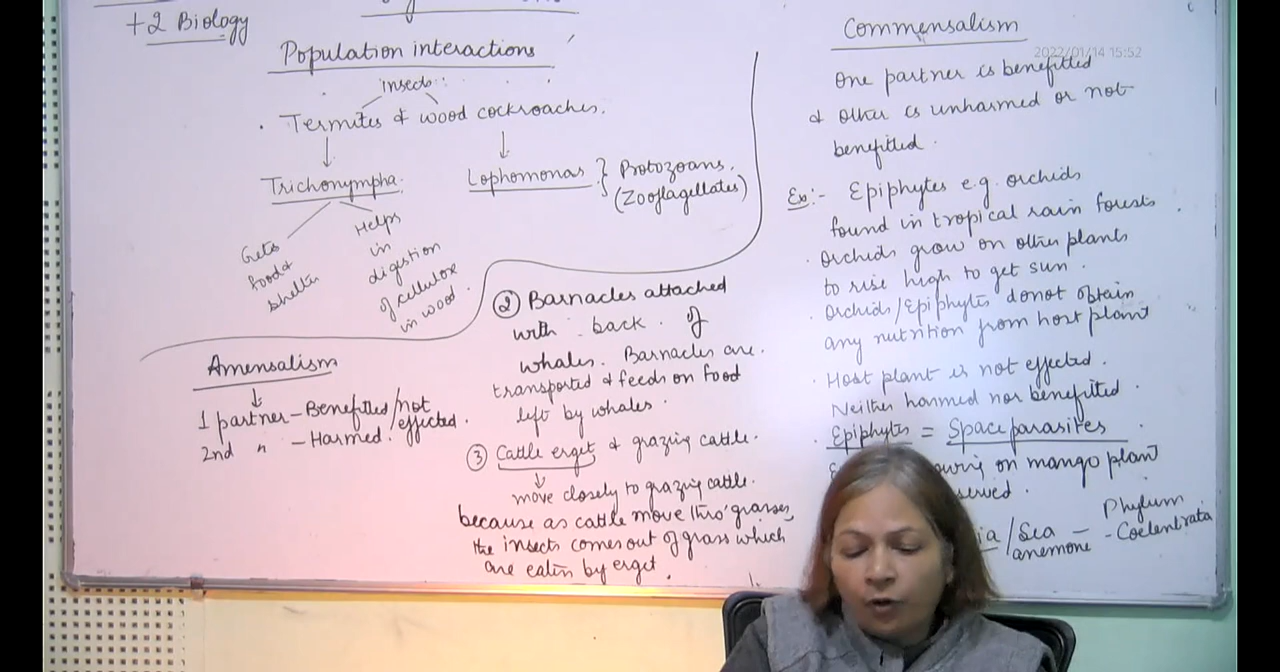 +2 Biology
Population interactions
insects
Termites & wood cockroaches.
Trichonympha
Lophomonas } Protozoans.
(Zooflagellates)
Gets
food &
shelter
Helps
in
digestion
of cellulose
in wood.
Amensalism
1 partner – Benefitted/not
effected.
2nd " – Harmed.
② Barnacles attached
with back of
whales. Barnacles are
transported & feeds on food
left by whales.
③ Cattle erget & grazing cattle.
move closely to grazing cattle.
because as cattle move thro' grasses,
the insects comes out of grass which
are eaten by erget.
Commensalism
2022/01/14 15:52
One partner is benefitted
& other is unharmed or not
benefitted.
Ex:- Epiphytes e.g. orchids
found in tropical rain forests.
. Orchids grow on other plants
to rise high to get sun.
. Orchids/Epiphytes donot obtain
any nutrition from host plant
. Host plant is not effected.
Neither harmed nor benefitted.
. Epiphytes = Space parasites
on mango plant
/Sea anemone – Phylum
- Coelentrata